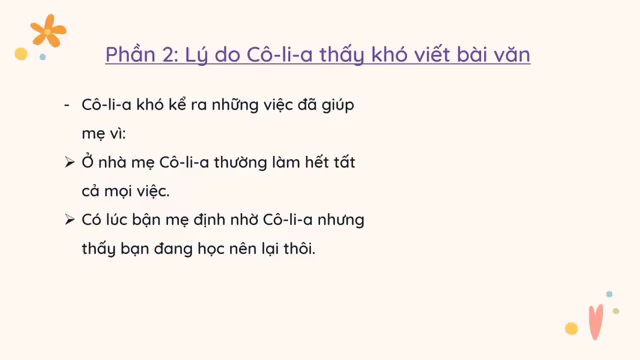 Phần 2: Lý do Cô-li-a thấy khó viết bài văn
- Cô-li-a khó kể ra những việc đã giúp
mẹ vì:
➢ Ở nhà mẹ Cô-li-a thường làm hết tất
cả mọi việc.
➢ Có lúc bận mẹ định nhờ Cô-li-a nhưng
thấy bạn đang học nên lại thôi.